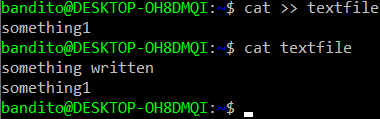 bandito@DESKTOP-OH8DMQI:~$ cat >> textfile
something1
bandito@DESKTOP-OH8DMQI:~$ cat textfile
something written
something1
bandito@DESKTOP-OH8DMQI:~$